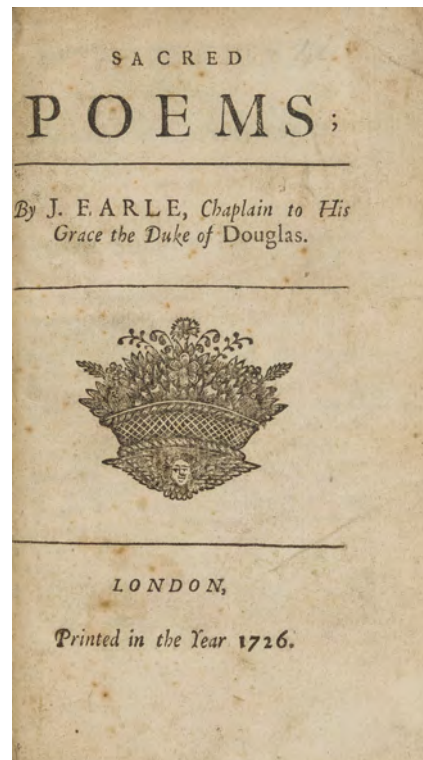 SACRED
POEMS;
By J. EARLE, Chaplain to His
Grace the Duke of Douglas.
LONDON,
Printed in the Year 1726.